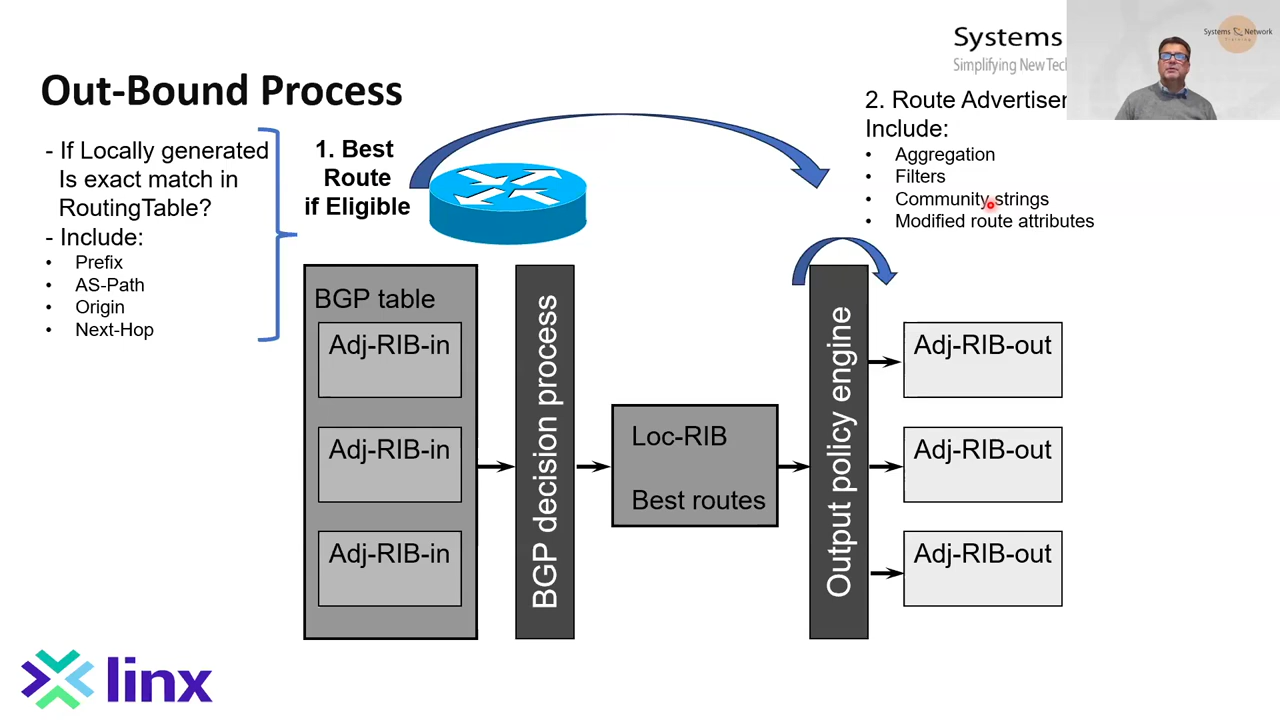 Systems
Simplifying New Tec
Systems Network
Training
Out-Bound Process
- If Locally generated
Is exact match in
RoutingTable?
- Include:
• Prefix
• AS-Path
• Origin
• Next-Hop
1. Best
Route
if Eligible
2. Route Advertise
Include:
• Aggregation
• Filters
• Community strings
• Modified route attributes
BGP table
Adj-RIB-in
Adj-RIB-in
Adj-RIB-in
BGP decision process
Loc-RIB
Best routes
Output policy engine
Adj-RIB-out
Adj-RIB-out
Adj-RIB-out
linx